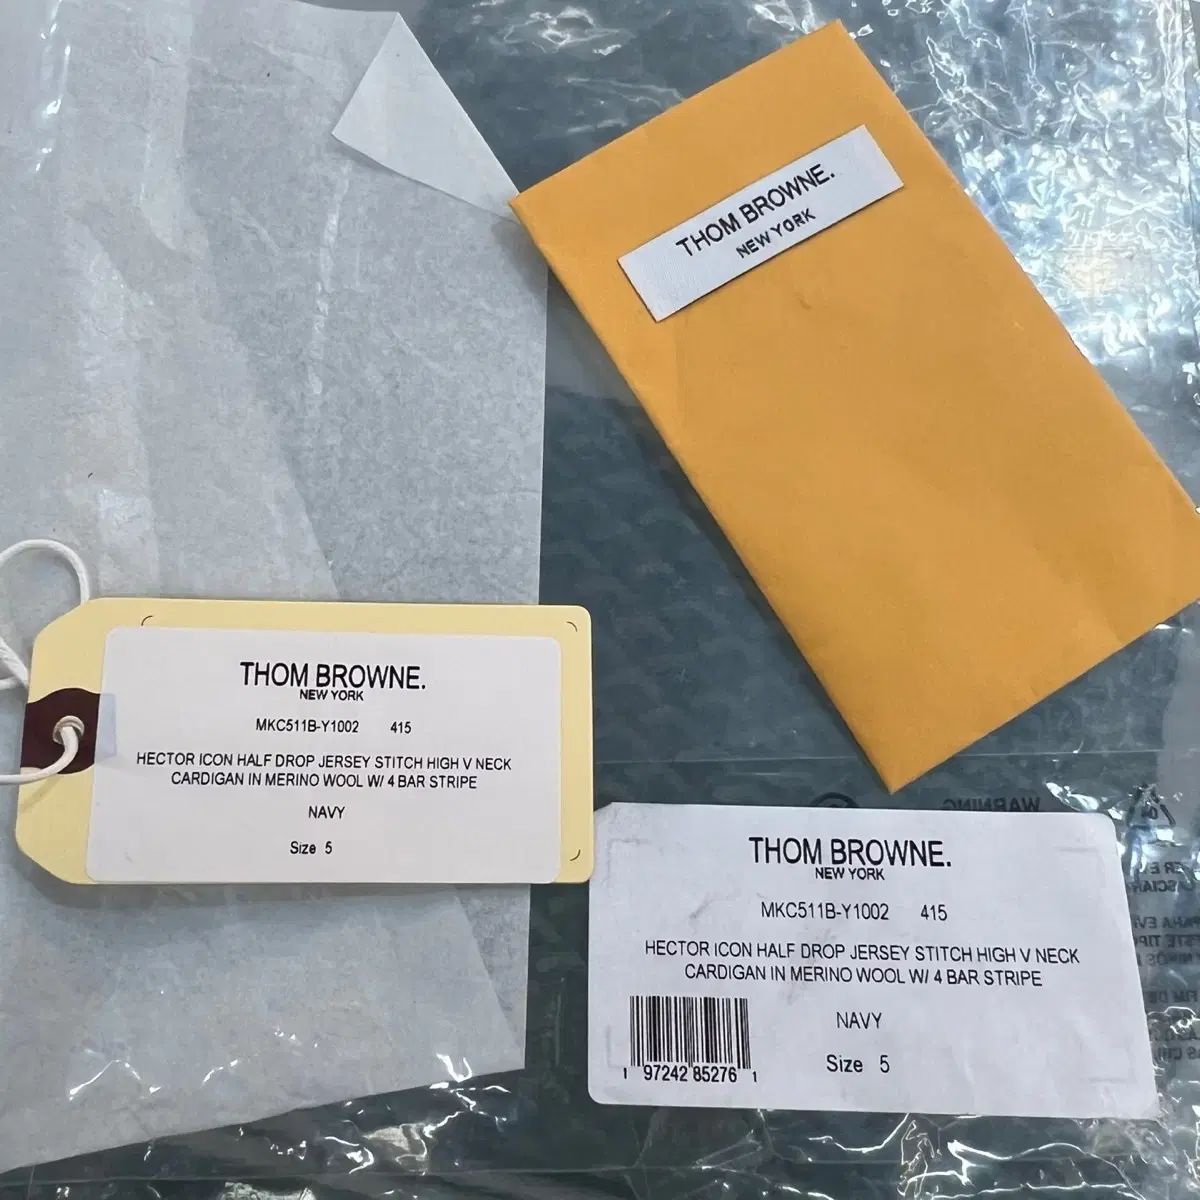 THOM BROWNE.
NEW YORK
THOM BROWNE.
NEW YORK
MKC511B-Y1002 415
HECTOR ICON HALF DROP JERSEY STITCH HIGH V NECK
CARDIGAN IN MERINO WOOL W/ 4 BAR STRIPE
NAVY
Size 5
THOM BROWNE.
NEW YORK
MKC511B-Y1002 415
HECTOR ICON HALF DROP JERSEY STITCH HIGH V NECK
CARDIGAN IN MERINO WOOL W/ 4 BAR STRIPE
NAVY
Size 5
1 97242 85276 1
WARNING